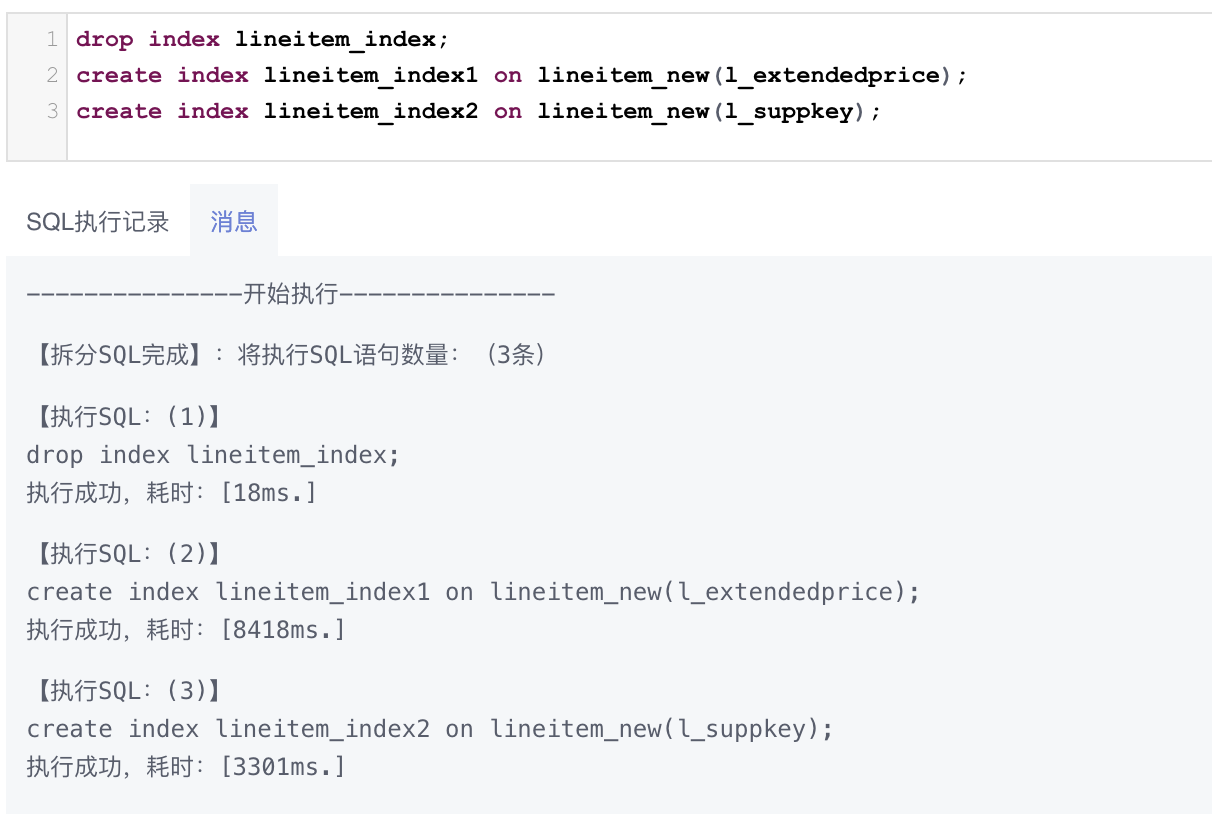 1 drop index lineitem_index;
2 create index lineitem_index1 on lineitem_new(l_extendedprice);
3 create index lineitem_index2 on lineitem_new(l_suppkey);
SQL执行记录 消息
---------------开始执行---------------
【拆分SQL完成】：将执行SQL语句数量：（3条）
【执行SQL：(1)】
drop index lineitem_index;
执行成功，耗时：[18ms.]
【执行SQL：(2)】
create index lineitem_index1 on lineitem_new(l_extendedprice);
执行成功，耗时：[8418ms.]
【执行SQL：(3)】
create index lineitem_index2 on lineitem_new(l_suppkey);
执行成功，耗时：[3301ms.]